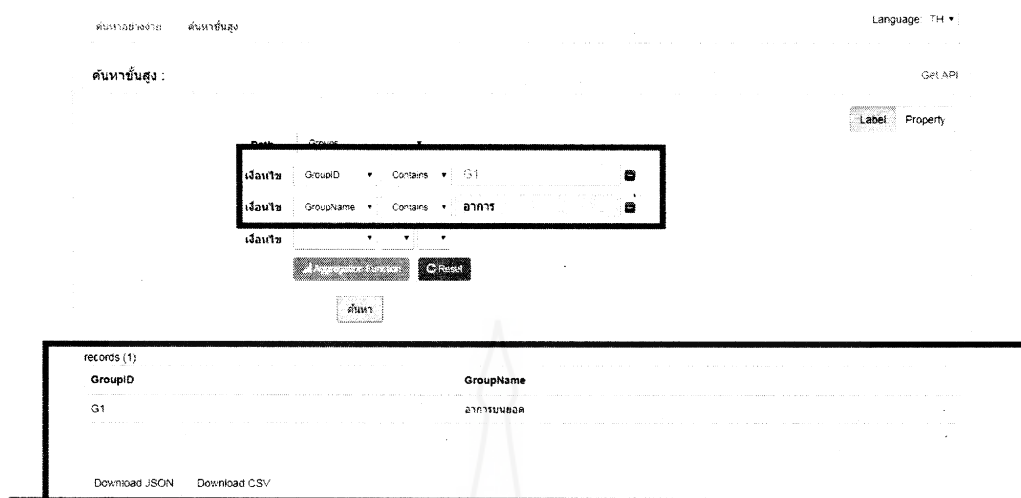 ค้นหาอย่างง่าย ค้นหาขั้นสูง Language: TH
ค้นหาขั้นสูง : Get API
Label Property
Path Groups
เงื่อนไข GroupID Contains G1
เงื่อนไข GroupName Contains อาการ
เงื่อนไข
Aggregation Function Reset
ค้นหา
records (1)
GroupID GroupName
G1 อาการบนยอด
Download JSON Download CSV